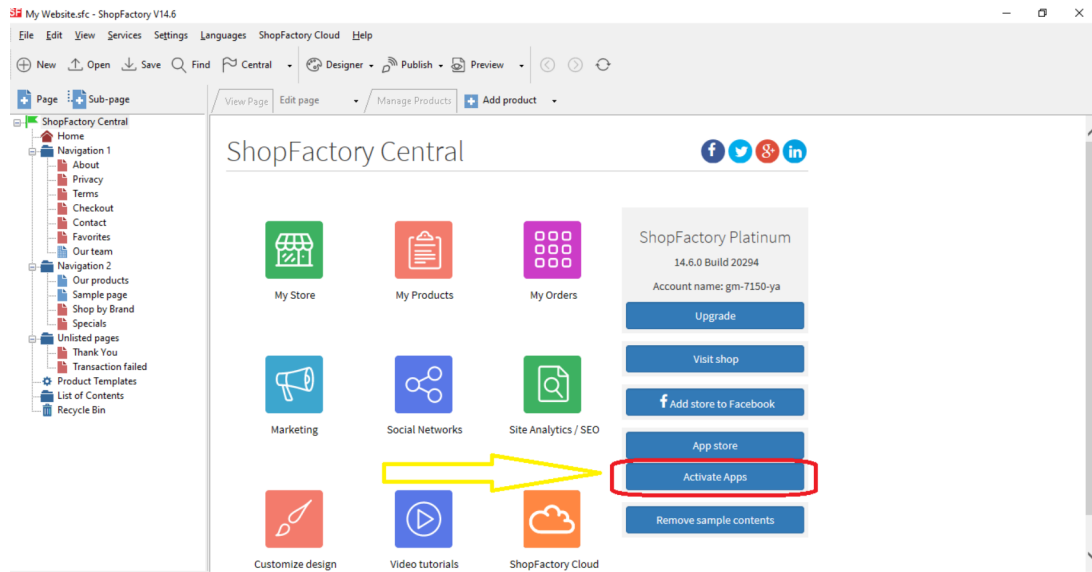 SF My Website.sfc - ShopFactory V14.6
File Edit View Services Settings Languages ShopFactory Cloud Help
New Open Save Find Central Designer Publish Preview
Page Sub-page View Page Edit page Manage Products Add product
ShopFactory Central
Home
Navigation 1
About
Privacy
Terms
Checkout
Contact
Favorites
Our team
Navigation 2
Our products
Sample page
Shop by Brand
Specials
Unlisted pages
Thank You
Transaction failed
Product Templates
List of Contents
Recycle Bin
ShopFactory Central
f 8+ in
My Store My Products My Orders
Marketing Social Networks Site Analytics / SEO
Customize design Video tutorials ShopFactory Cloud
ShopFactory Platinum
14.6.0 Build 20294
Account name: gm-7150-ya
Upgrade
Visit shop
f Add store to Facebook
App store
Activate Apps
Remove sample contents